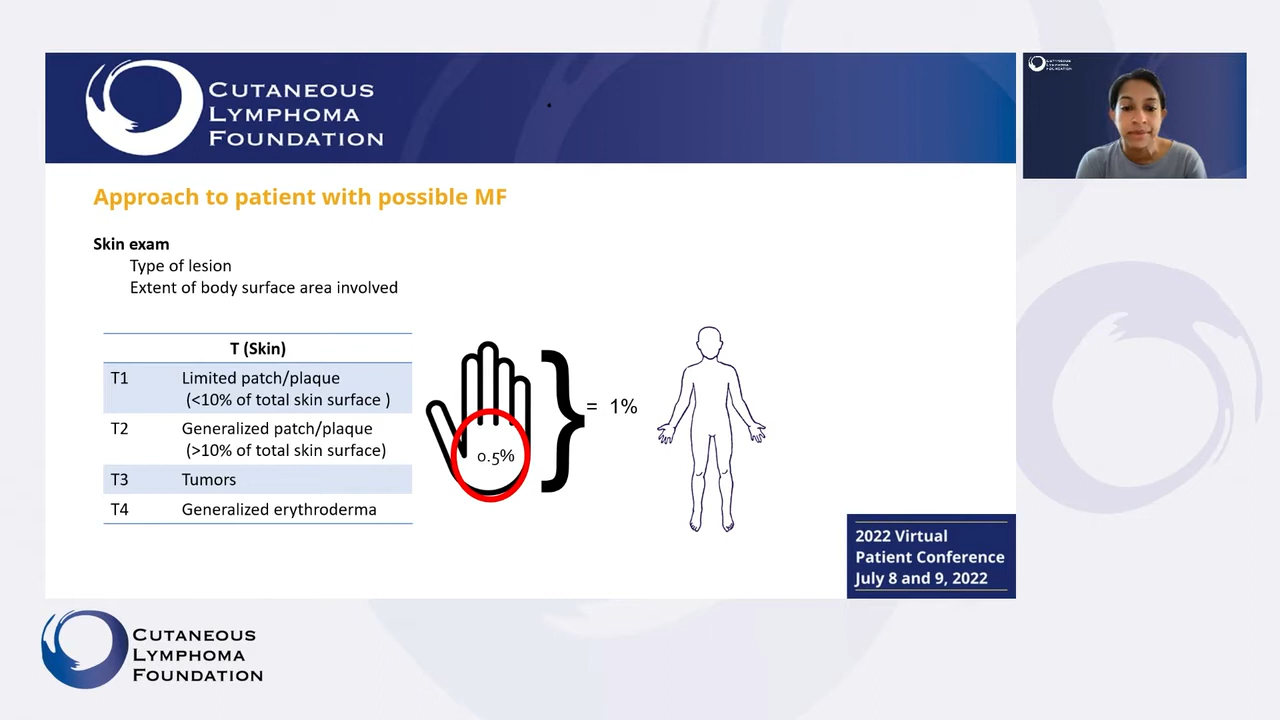 CUTANEOUS
LYMPHOMA
FOUNDATION
Approach to patient with possible MF
Skin exam
Type of lesion
Extent of body surface area involved
T (Skin)
T1 Limited patch/plaque
(<10% of total skin surface )
T2 Generalized patch/plaque
(>10% of total skin surface)
T3 Tumors
T4 Generalized erythroderma
0.5%
= 1%
2022 Virtual
Patient Conference
July 8 and 9, 2022
CUTANEOUS
LYMPHOMA
FOUNDATION
CUTANEOUS
LYMPHOMA
FOUNDATION